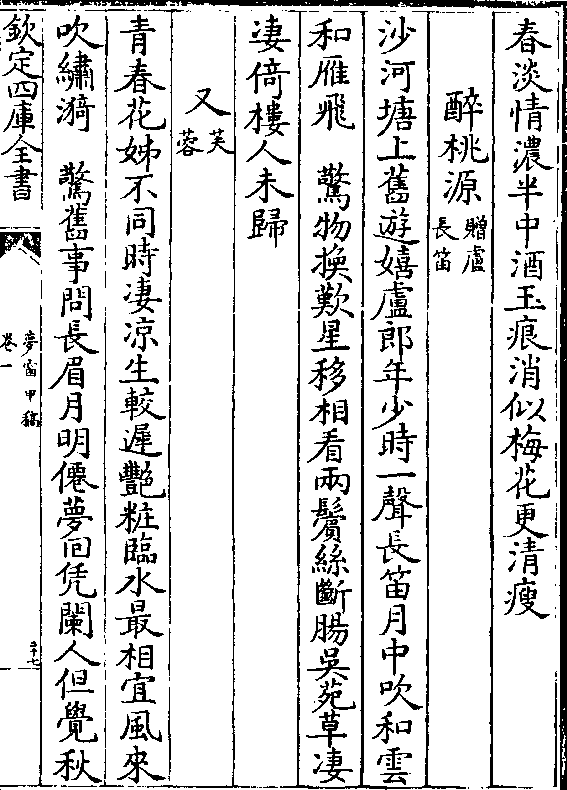 春淡情濃半中酒玉痕消似梅花更清瘦
醉桃源贈盧長笛
沙河塘上舊遊嬉盧郎年少時一聲長笛月中吹和雲
和雁飛　驚物換歎星移相看兩鬢絲斷腸吳苑草凄
凄倚樓人未歸
又芙蓉
青春花姊不同時凄凉生較遲艷粧臨水最相宜風來
吹繡漪　驚舊事問長眉月明僊夢回凭闌人但覺秋
欽定四庫全書
夢窗甲稿
卷一
二十七